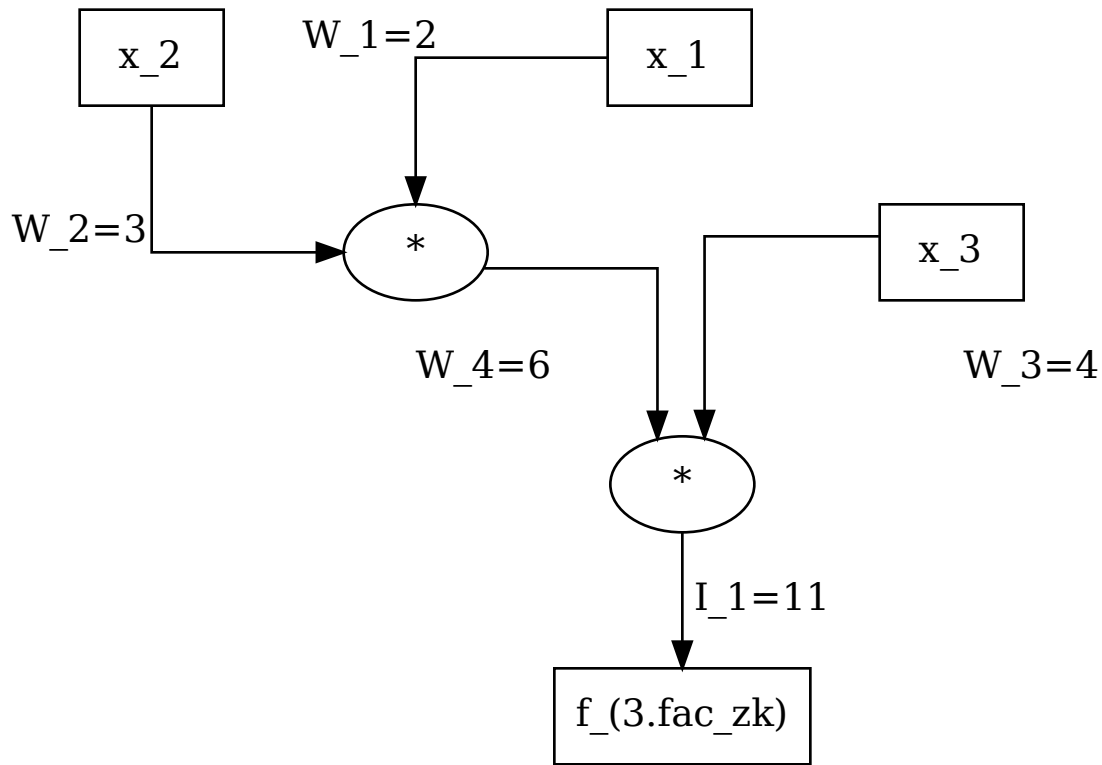 x_2
W_1=2
x_1
W_2=3
*
x_3
W_4=6
W_3=4
*
I_1=11
f_(3.fac_zk)